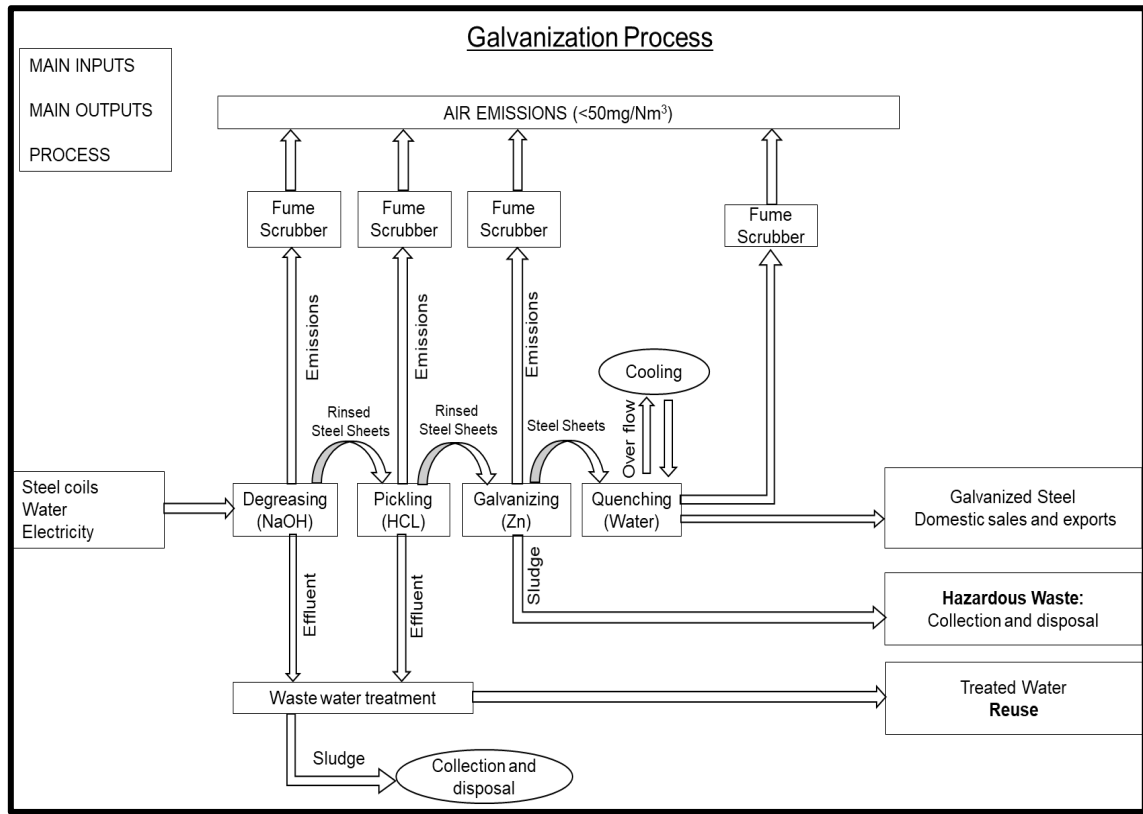 Galvanization Process
MAIN INPUTS
MAIN OUTPUTS
PROCESS
AIR EMISSIONS (<50mg/Nm³)
Fume
Scrubber
Fume
Scrubber
Fume
Scrubber
Fume
Scrubber
Emissions
Emissions
Emissions
Cooling
Over flow
Rinsed
Steel Sheets
Rinsed
Steel Sheets
Steel Sheets
Steel coils
Water
Electricity
Degreasing
(NaOH)
Pickling
(HCL)
Galvanizing
(Zn)
Quenching
(Water)
Galvanized Steel
Domestic sales and exports
Effluent
Effluent
Sludge
Hazardous Waste:
Collection and disposal
Waste water treatment
Treated Water
Reuse
Sludge
Collection and
disposal